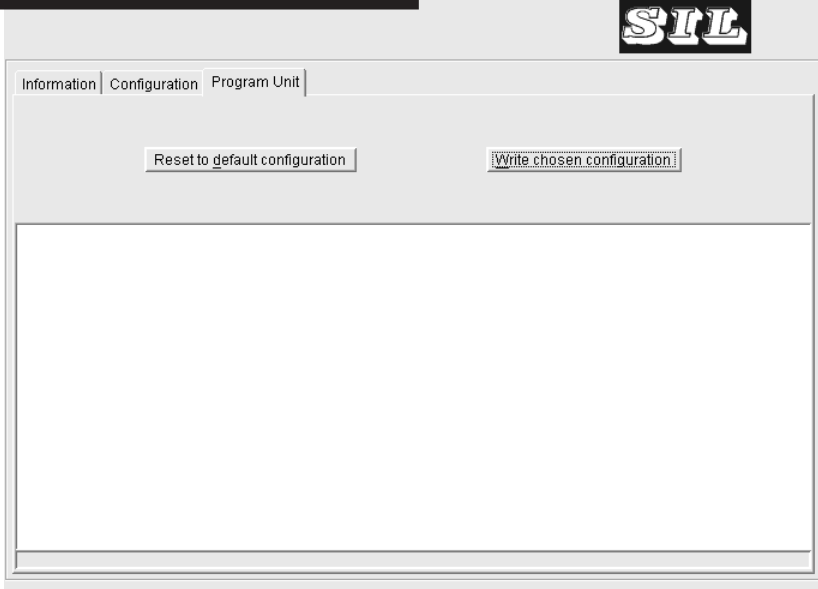 SIL
Information Configuration Program Unit
Reset to default configuration Write chosen configuration